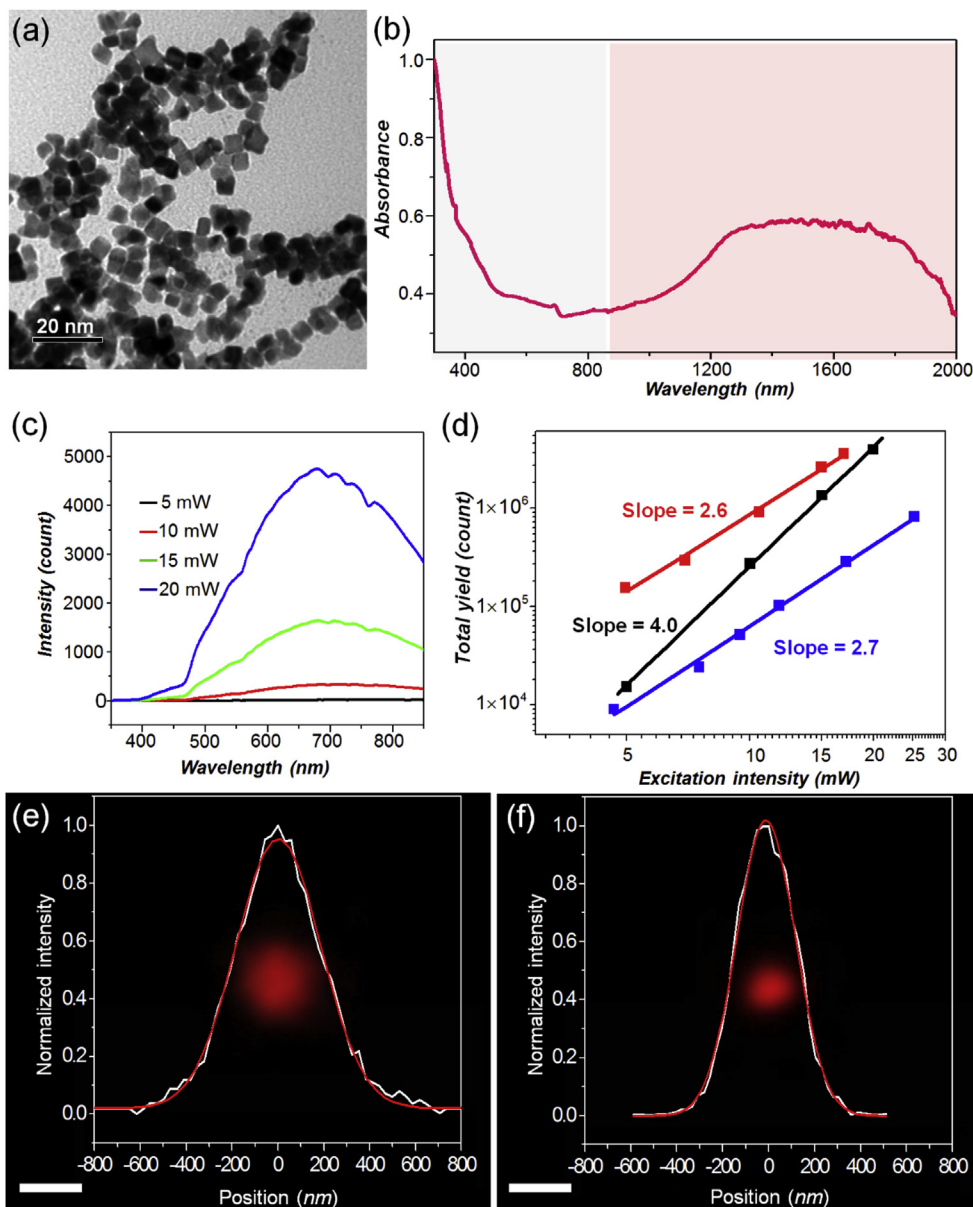 (a)
20 nm
(b)
Absorbance
1.0
0.8
0.6
0.4
400 800 1200 1600 2000
Wavelength (nm)
(c)
Intensity (count)
5000
4000
3000
2000
1000
0
5 mW
10 mW
15 mW
20 mW
400 500 600 700 800
Wavelength (nm)
(d)
Total yield (count)
1×10⁶
1×10⁵
1×10⁴
Slope = 2.6
Slope = 4.0
Slope = 2.7
5 10 15 20 25 30
Excitation intensity (mW)
(e)
Normalized intensity
1.0
0.8
0.6
0.4
0.2
0.0
-800 -600 -400 -200 0 200 400 600 800
Position (nm)
(f)
Normalized intensity
1.0
0.8
0.6
0.4
0.2
0.0
-800 -600 -400 -200 0 200 400 600 800
Position (nm)